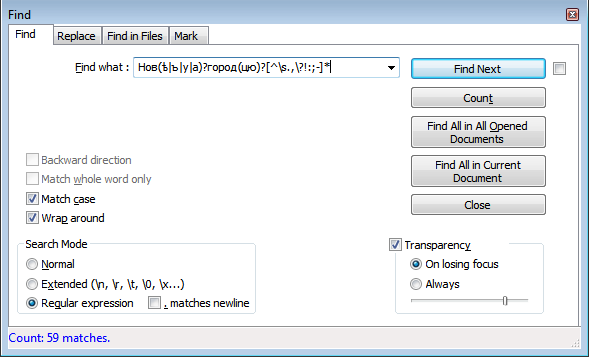 Find
Find Replace Find in Files Mark
Find what : Нов(ѣ|ъ|у|а)?город(цю)?[^\s.,\?!:;-]*
Find Next
Count
Find All in All Opened
Documents
Find All in Current
Document
Close
Backward direction
Match whole word only
Match case
Wrap around
Search Mode
Normal
Extended (\n, \r, \t, \0, \x...)
Regular expression . matches newline
Transparency
On losing focus
Always
Count: 59 matches.